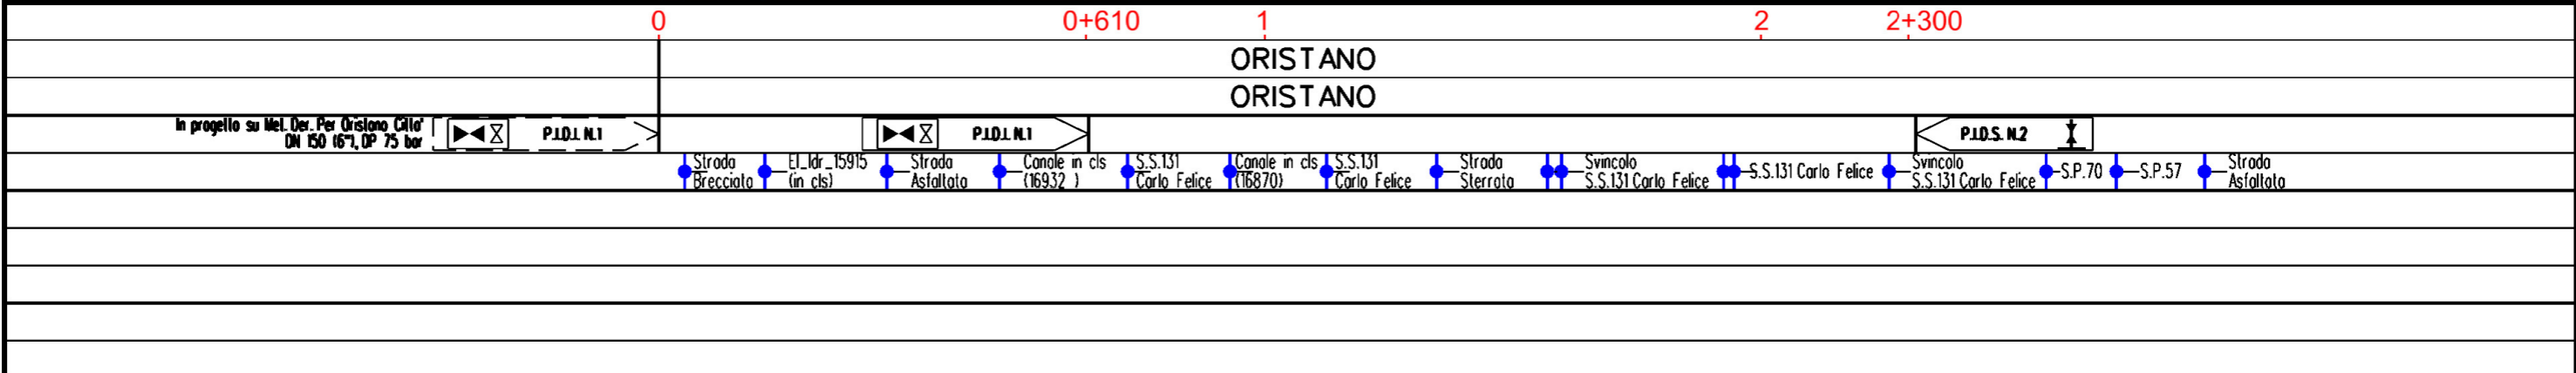 0 0+610 1 2 2+300
ORISTANO
ORISTANO
In progetto su Met. Der. Per Oristano Citta'
DN 150 (6"), DP 75 bar
P.I.D.I. N.1
P.I.D.I. N.1
P.I.D.S. N.2
Strada
Brecciata
El_Idr_15915
(in cls)
Strada
Asfaltata
Canale in cls
(16932 )
S.S.131
Carlo Felice
Canale in cls
(16870)
S.S.131
Carlo Felice
Strada
Sterrata
Svincolo
S.S.131 Carlo Felice
S.S.131 Carlo Felice
Svincolo
S.S.131 Carlo Felice
S.P.70
S.P.57
Strada
Asfaltata